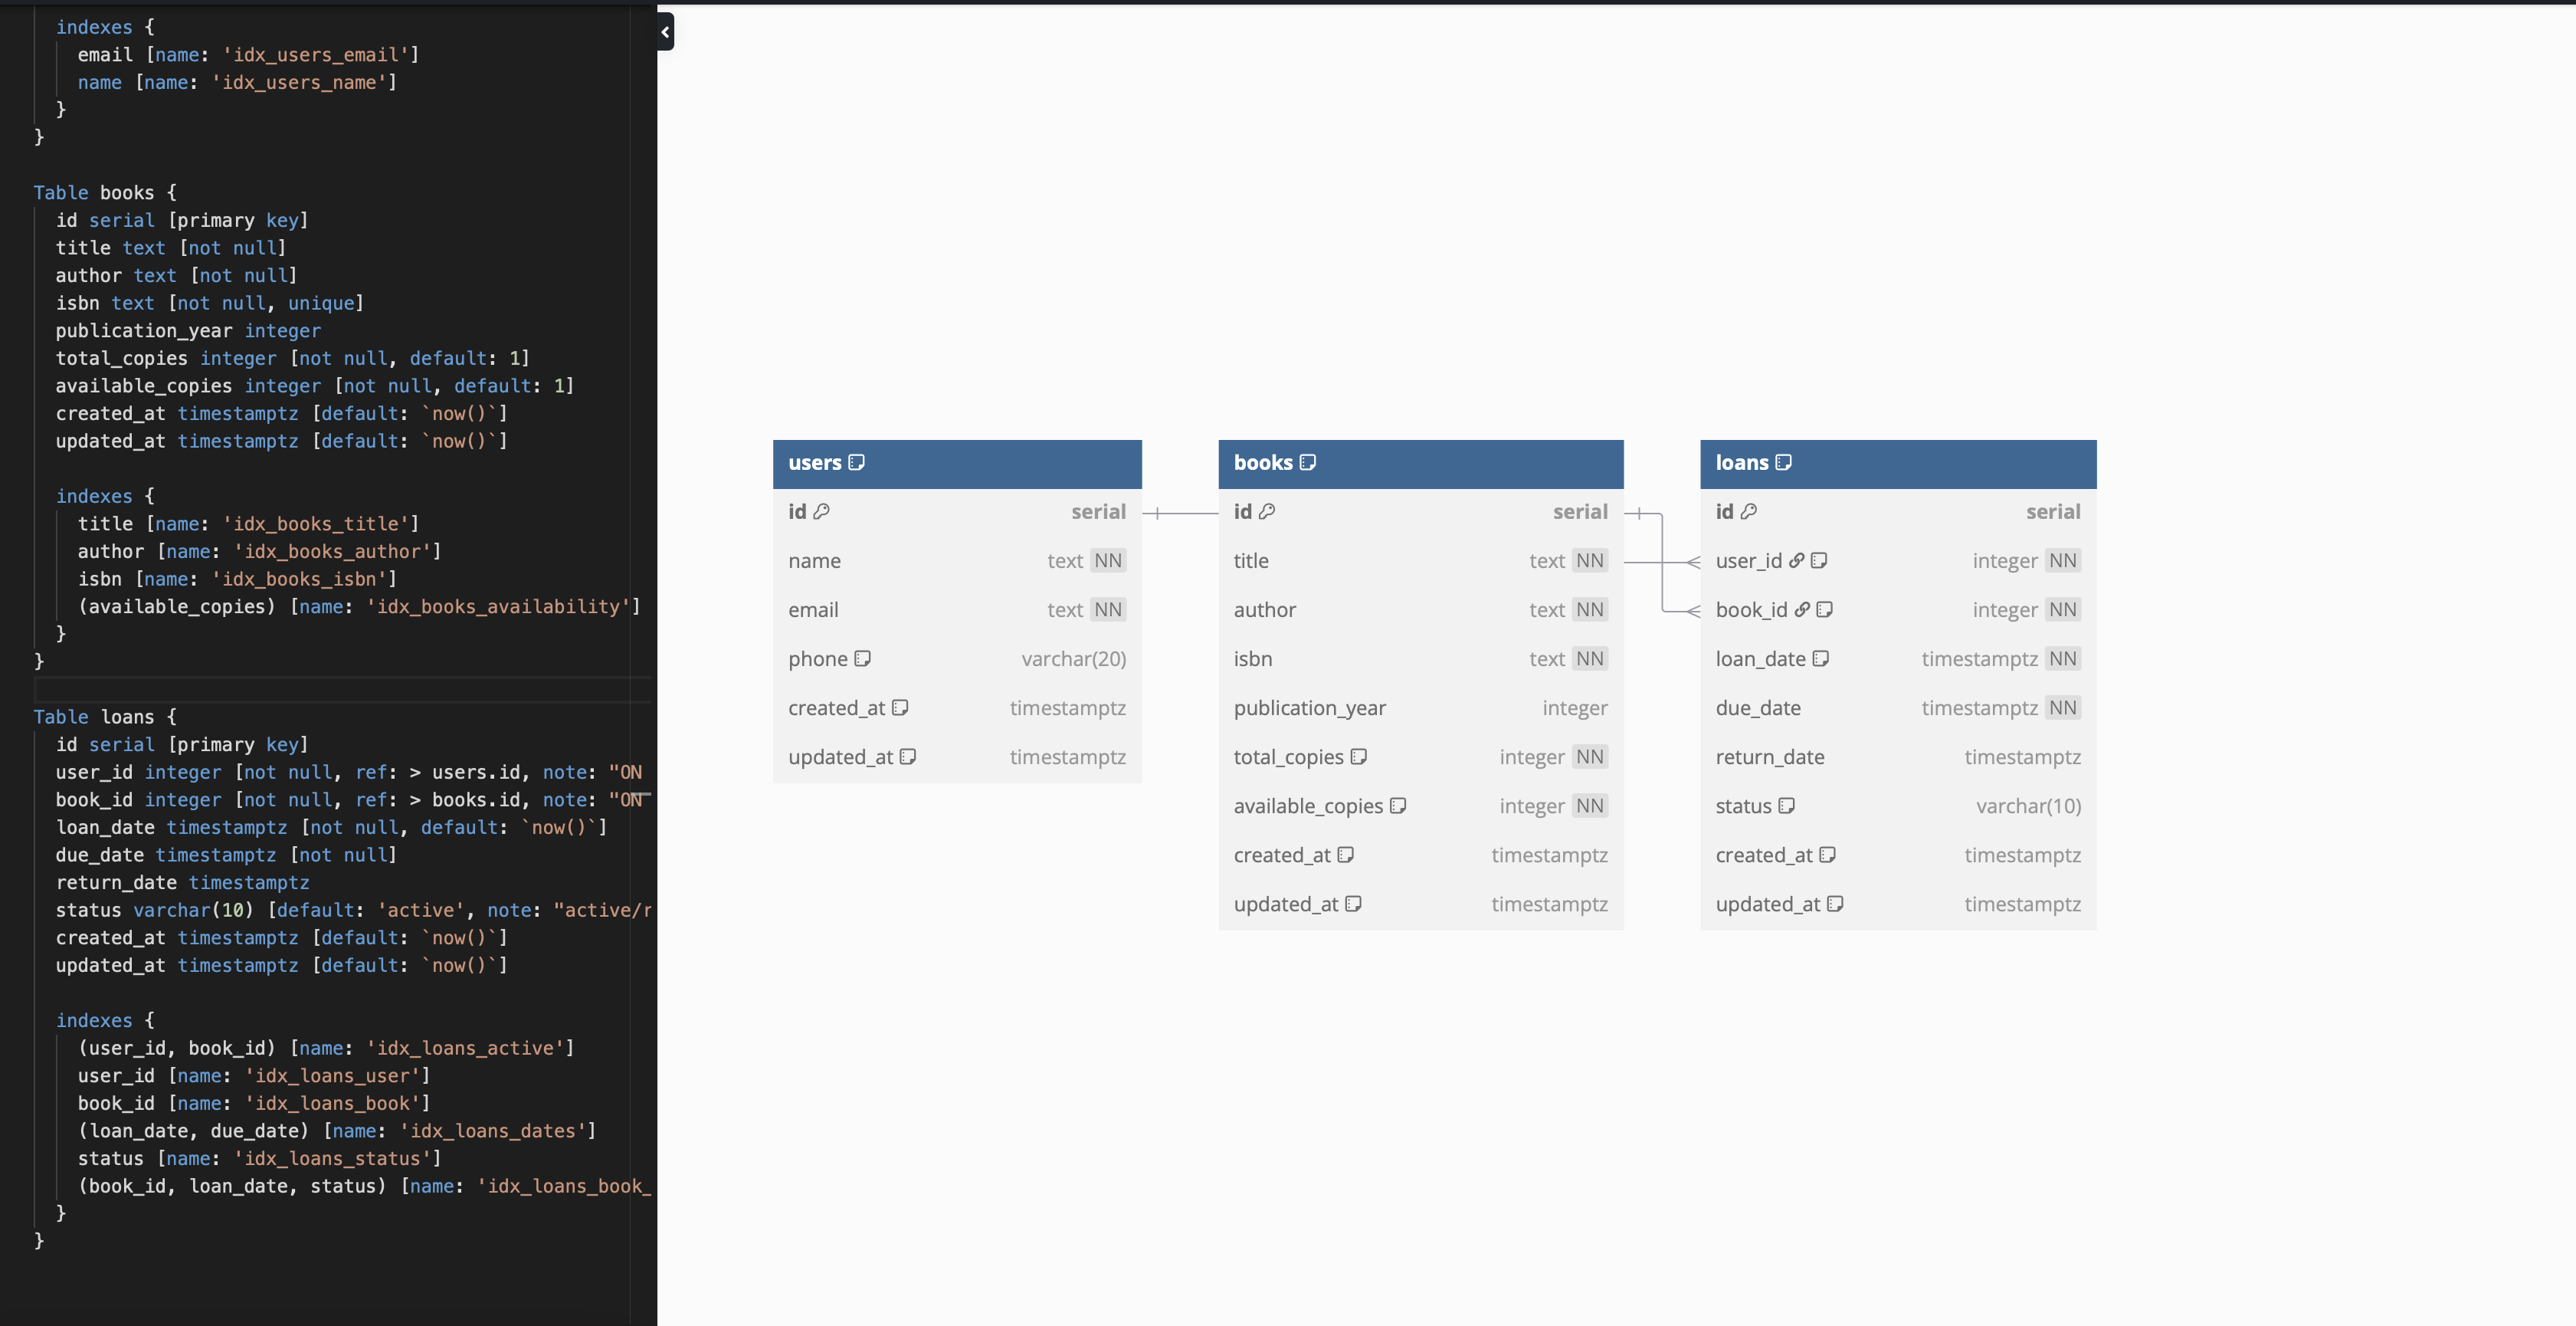 indexes {
email [name: 'idx_users_email']
name [name: 'idx_users_name']
}
}
Table books {
id serial [primary key]
title text [not null]
author text [not null]
isbn text [not null, unique]
publication_year integer
total_copies integer [not null, default: 1]
available_copies integer [not null, default: 1]
created_at timestamptz [default: `now()`]
updated_at timestamptz [default: `now()`]
indexes {
title [name: 'idx_books_title']
author [name: 'idx_books_author']
isbn [name: 'idx_books_isbn']
(available_copies) [name: 'idx_books_availability']
}
}
Table loans {
id serial [primary key]
user_id integer [not null, ref: > users.id, note: "ON
book_id integer [not null, ref: > books.id, note: "ON
loan_date timestamptz [not null, default: `now()`]
due_date timestamptz [not null]
return_date timestamptz
status varchar(10) [default: 'active', note: "active/r
created_at timestamptz [default: `now()`]
updated_at timestamptz [default: `now()`]
indexes {
(user_id, book_id) [name: 'idx_loans_active']
user_id [name: 'idx_loans_user']
book_id [name: 'idx_loans_book']
(loan_date, due_date) [name: 'idx_loans_dates']
status [name: 'idx_loans_status']
(book_id, loan_date, status) [name: 'idx_loans_book_
}
}
users
id serial
name text NN
email text NN
phone varchar(20)
created_at timestamptz
updated_at timestamptz
books
id serial
title text NN
author text NN
isbn text NN
publication_year integer
total_copies integer NN
available_copies integer NN
created_at timestamptz
updated_at timestamptz
loans
id serial
user_id integer NN
book_id integer NN
loan_date timestamptz NN
due_date timestamptz NN
return_date timestamptz
status varchar(10)
created_at timestamptz
updated_at timestamptz